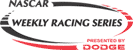 NASCAR
WEEKLY RACING SERIES
PRESENTED BY
DODGE